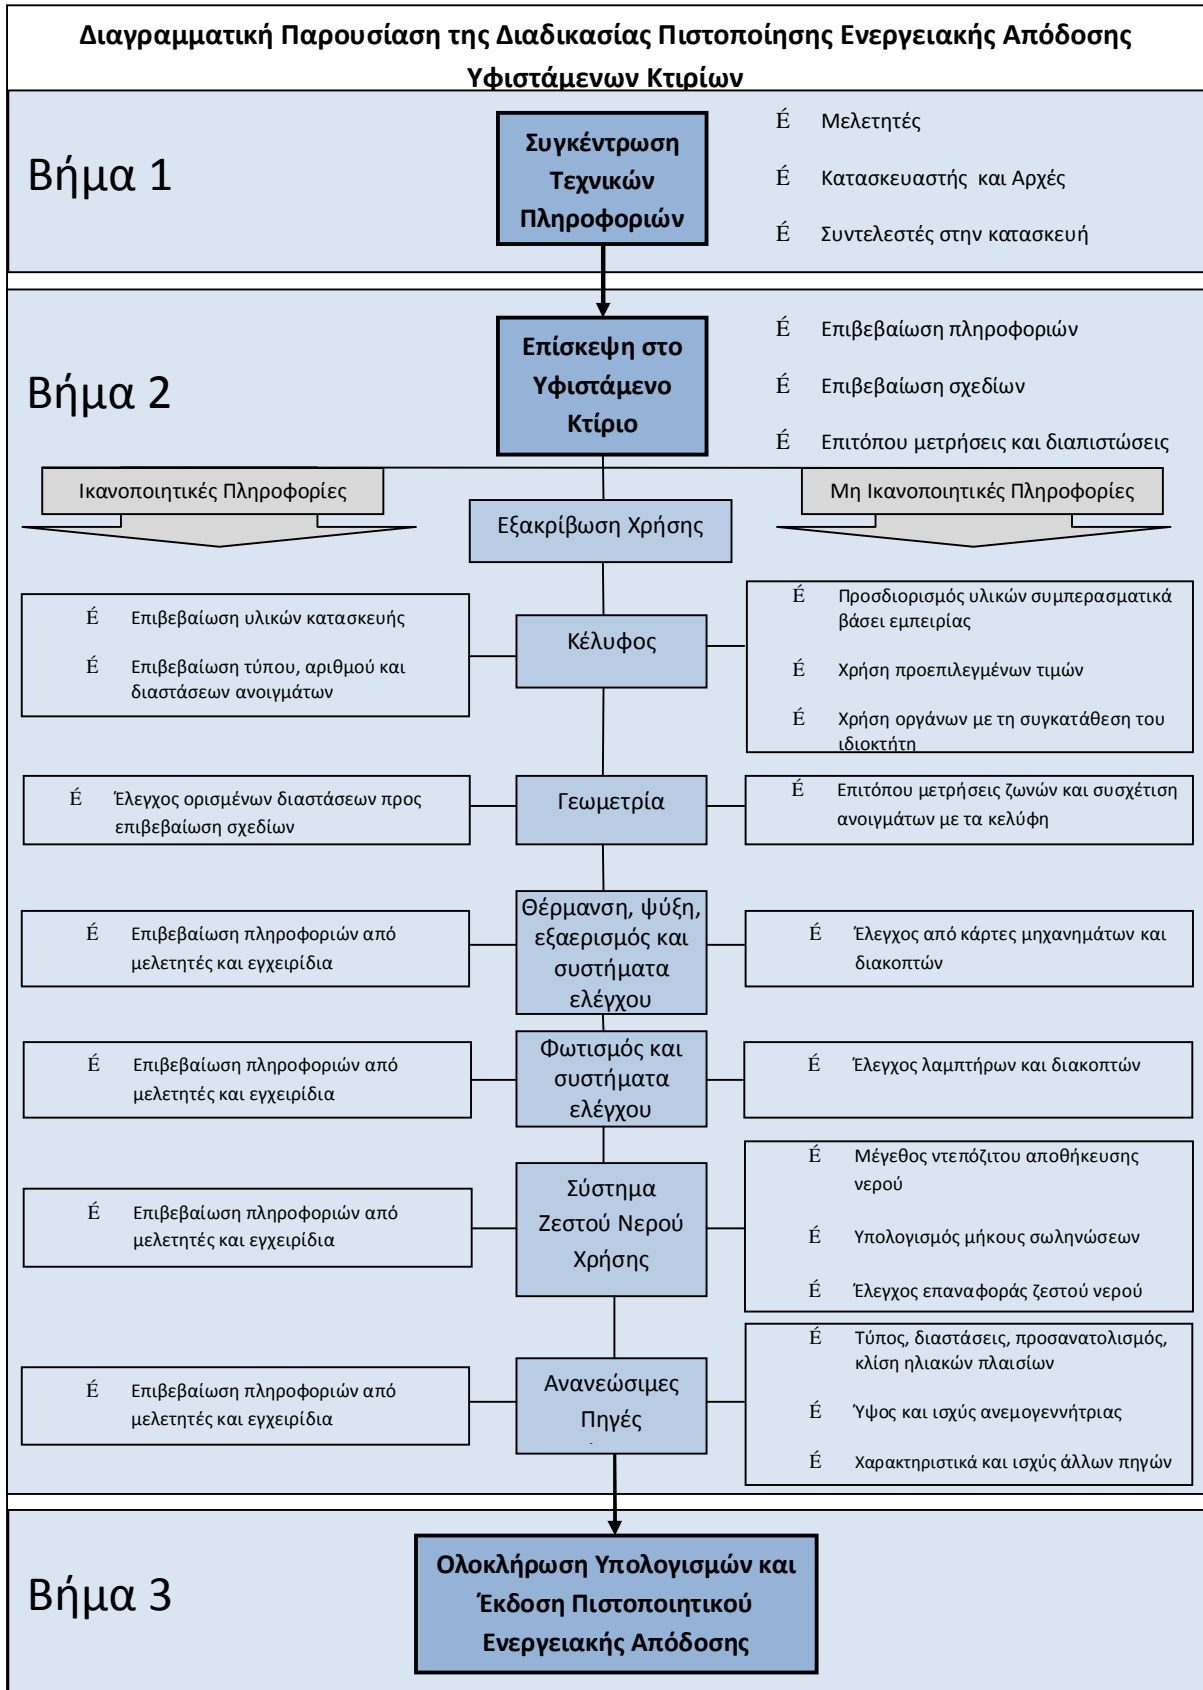 Διαγραμματική Παρουσίαση της Διαδικασίας Πιστοποίησης Ενεργειακής Απόδοσης
Υφιστάμενων Κτιρίων
Βήμα 1
Συγκέντρωση
Τεχνικών
Πληροφοριών
É Μελετητές
É Κατασκευαστής και Αρχές
É Συντελεστές στην κατασκευή
Βήμα 2
Επίσκεψη στο
Υφιστάμενο
Κτίριο
É Επιβεβαίωση πληροφοριών
É Επιβεβαίωση σχεδίων
É Επιτόπου μετρήσεις και διαπιστώσεις
Ικανοποιητικές Πληροφορίες
Μη Ικανοποιητικές Πληροφορίες
Εξακρίβωση Χρήσης
É Επιβεβαίωση υλικών κατασκευής
É Επιβεβαίωση τύπου, αριθμού και
διαστάσεων ανοιγμάτων
Κέλυφος
É Προσδιορισμός υλικών συμπερασματικά
βάσει εμπειρίας
É Χρήση προεπιλεγμένων τιμών
É Χρήση οργάνων με τη συγκατάθεση του
ιδιοκτήτη
É Έλεγχος ορισμένων διαστάσεων προς
επιβεβαίωση σχεδίων
Γεωμετρία
É Επιτόπου μετρήσεις ζωνών και συσχέτιση
ανοιγμάτων με τα κελύφη
É Επιβεβαίωση πληροφοριών από
μελετητές και εγχειρίδια
Θέρμανση, ψύξη,
εξαερισμός και
συστήματα
ελέγχου
É Έλεγχος από κάρτες μηχανημάτων και
διακοπτών
É Επιβεβαίωση πληροφοριών από
μελετητές και εγχειρίδια
Φωτισμός και
συστήματα
ελέγχου
É Έλεγχος λαμπτήρων και διακοπτών
É Επιβεβαίωση πληροφοριών από
μελετητές και εγχειρίδια
Σύστημα
Ζεστού Νερού
Χρήσης
É Μέγεθος ντεπόζιτου αποθήκευσης
νερού
É Υπολογισμός μήκους σωληνώσεων
É Έλεγχος επαναφοράς ζεστού νερού
É Επιβεβαίωση πληροφοριών από
μελετητές και εγχειρίδια
Ανανεώσιμες
Πηγές
É Τύπος, διαστάσεις, προσανατολισμός,
κλίση ηλιακών πλαισίων
É Ύψος και ισχύς ανεμογεννήτριας
É Χαρακτηριστικά και ισχύς άλλων πηγών
Βήμα 3
Ολοκλήρωση Υπολογισμών και
Έκδοση Πιστοποιητικού
Ενεργειακής Απόδοσης